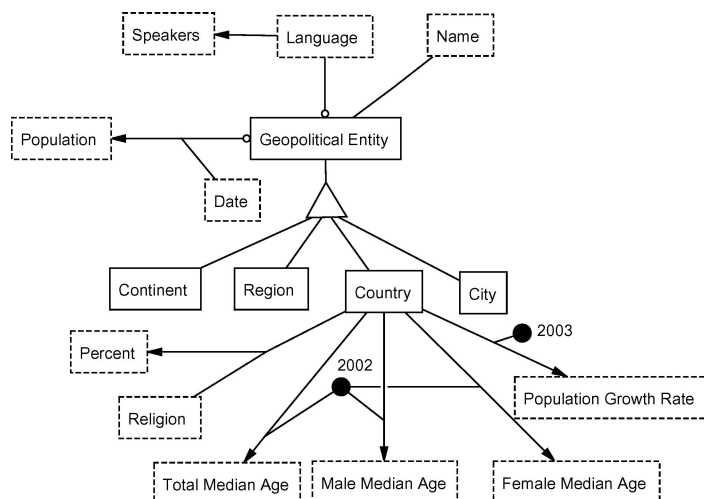 Speakers
Language
Name
Population
Geopolitical Entity
Date
Continent
Region
Country
City
Percent
2002
2003
Religion
Population Growth Rate
Total Median Age
Male Median Age
Female Median Age